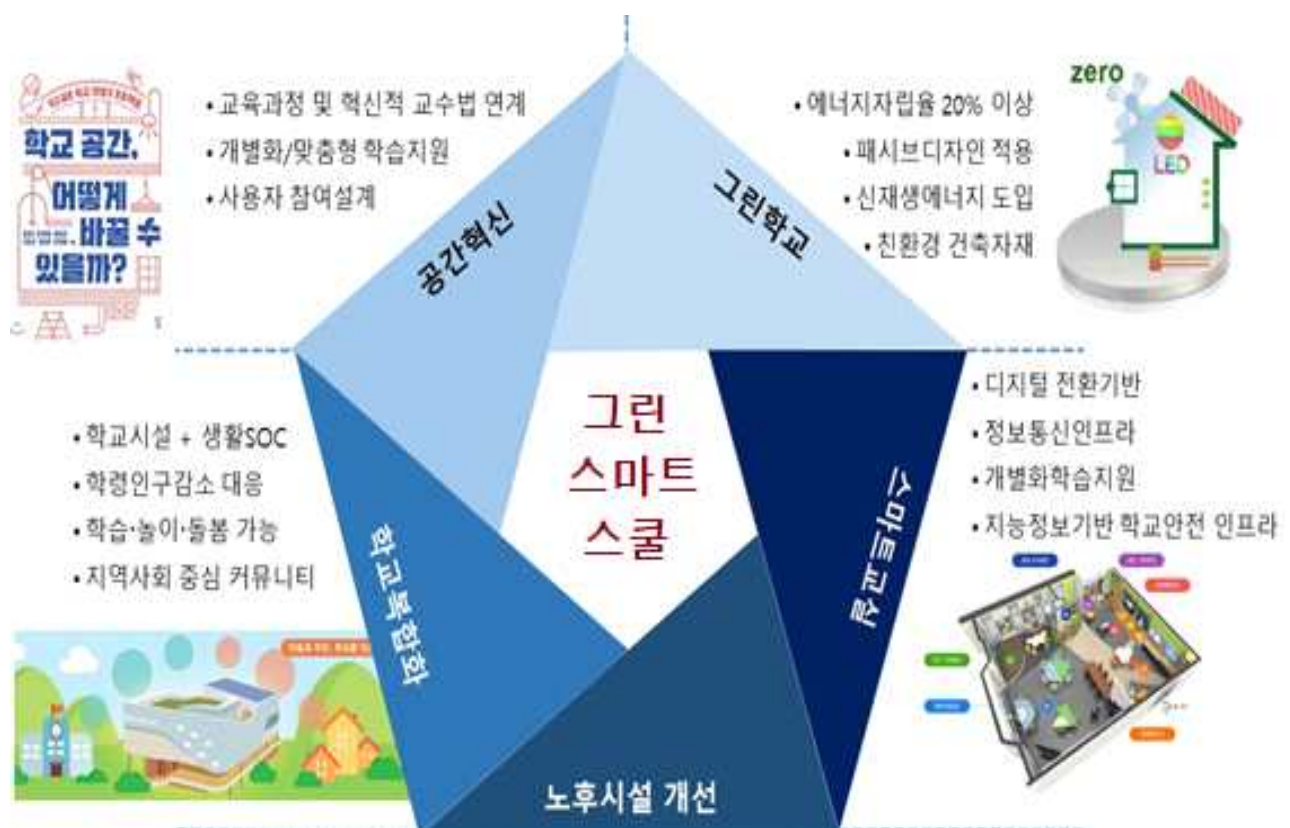 학교 공간,
어떻게
바꿀 수
있을까?
• 교육과정 및 혁신적 교수법 연계
• 개별화/맞춤형 학습지원
• 사용자 참여설계
공간혁신
그린학교
• 에너지자립율 20% 이상
• 패시브디자인 적용
• 신재생에너지 도입
• 친환경 건축자재
zero
LED
그린
스마트
스쿨
• 학교시설 + 생활SOC
• 학령인구감소 대응
• 학습·놀이·돌봄 가능
• 지역사회 중심 커뮤니티
학교복합화
스마트교실
• 디지털 전환기반
• 정보통신인프라
• 개별화학습지원
• 지능정보기반 학교안전 인프라
노후시설 개선